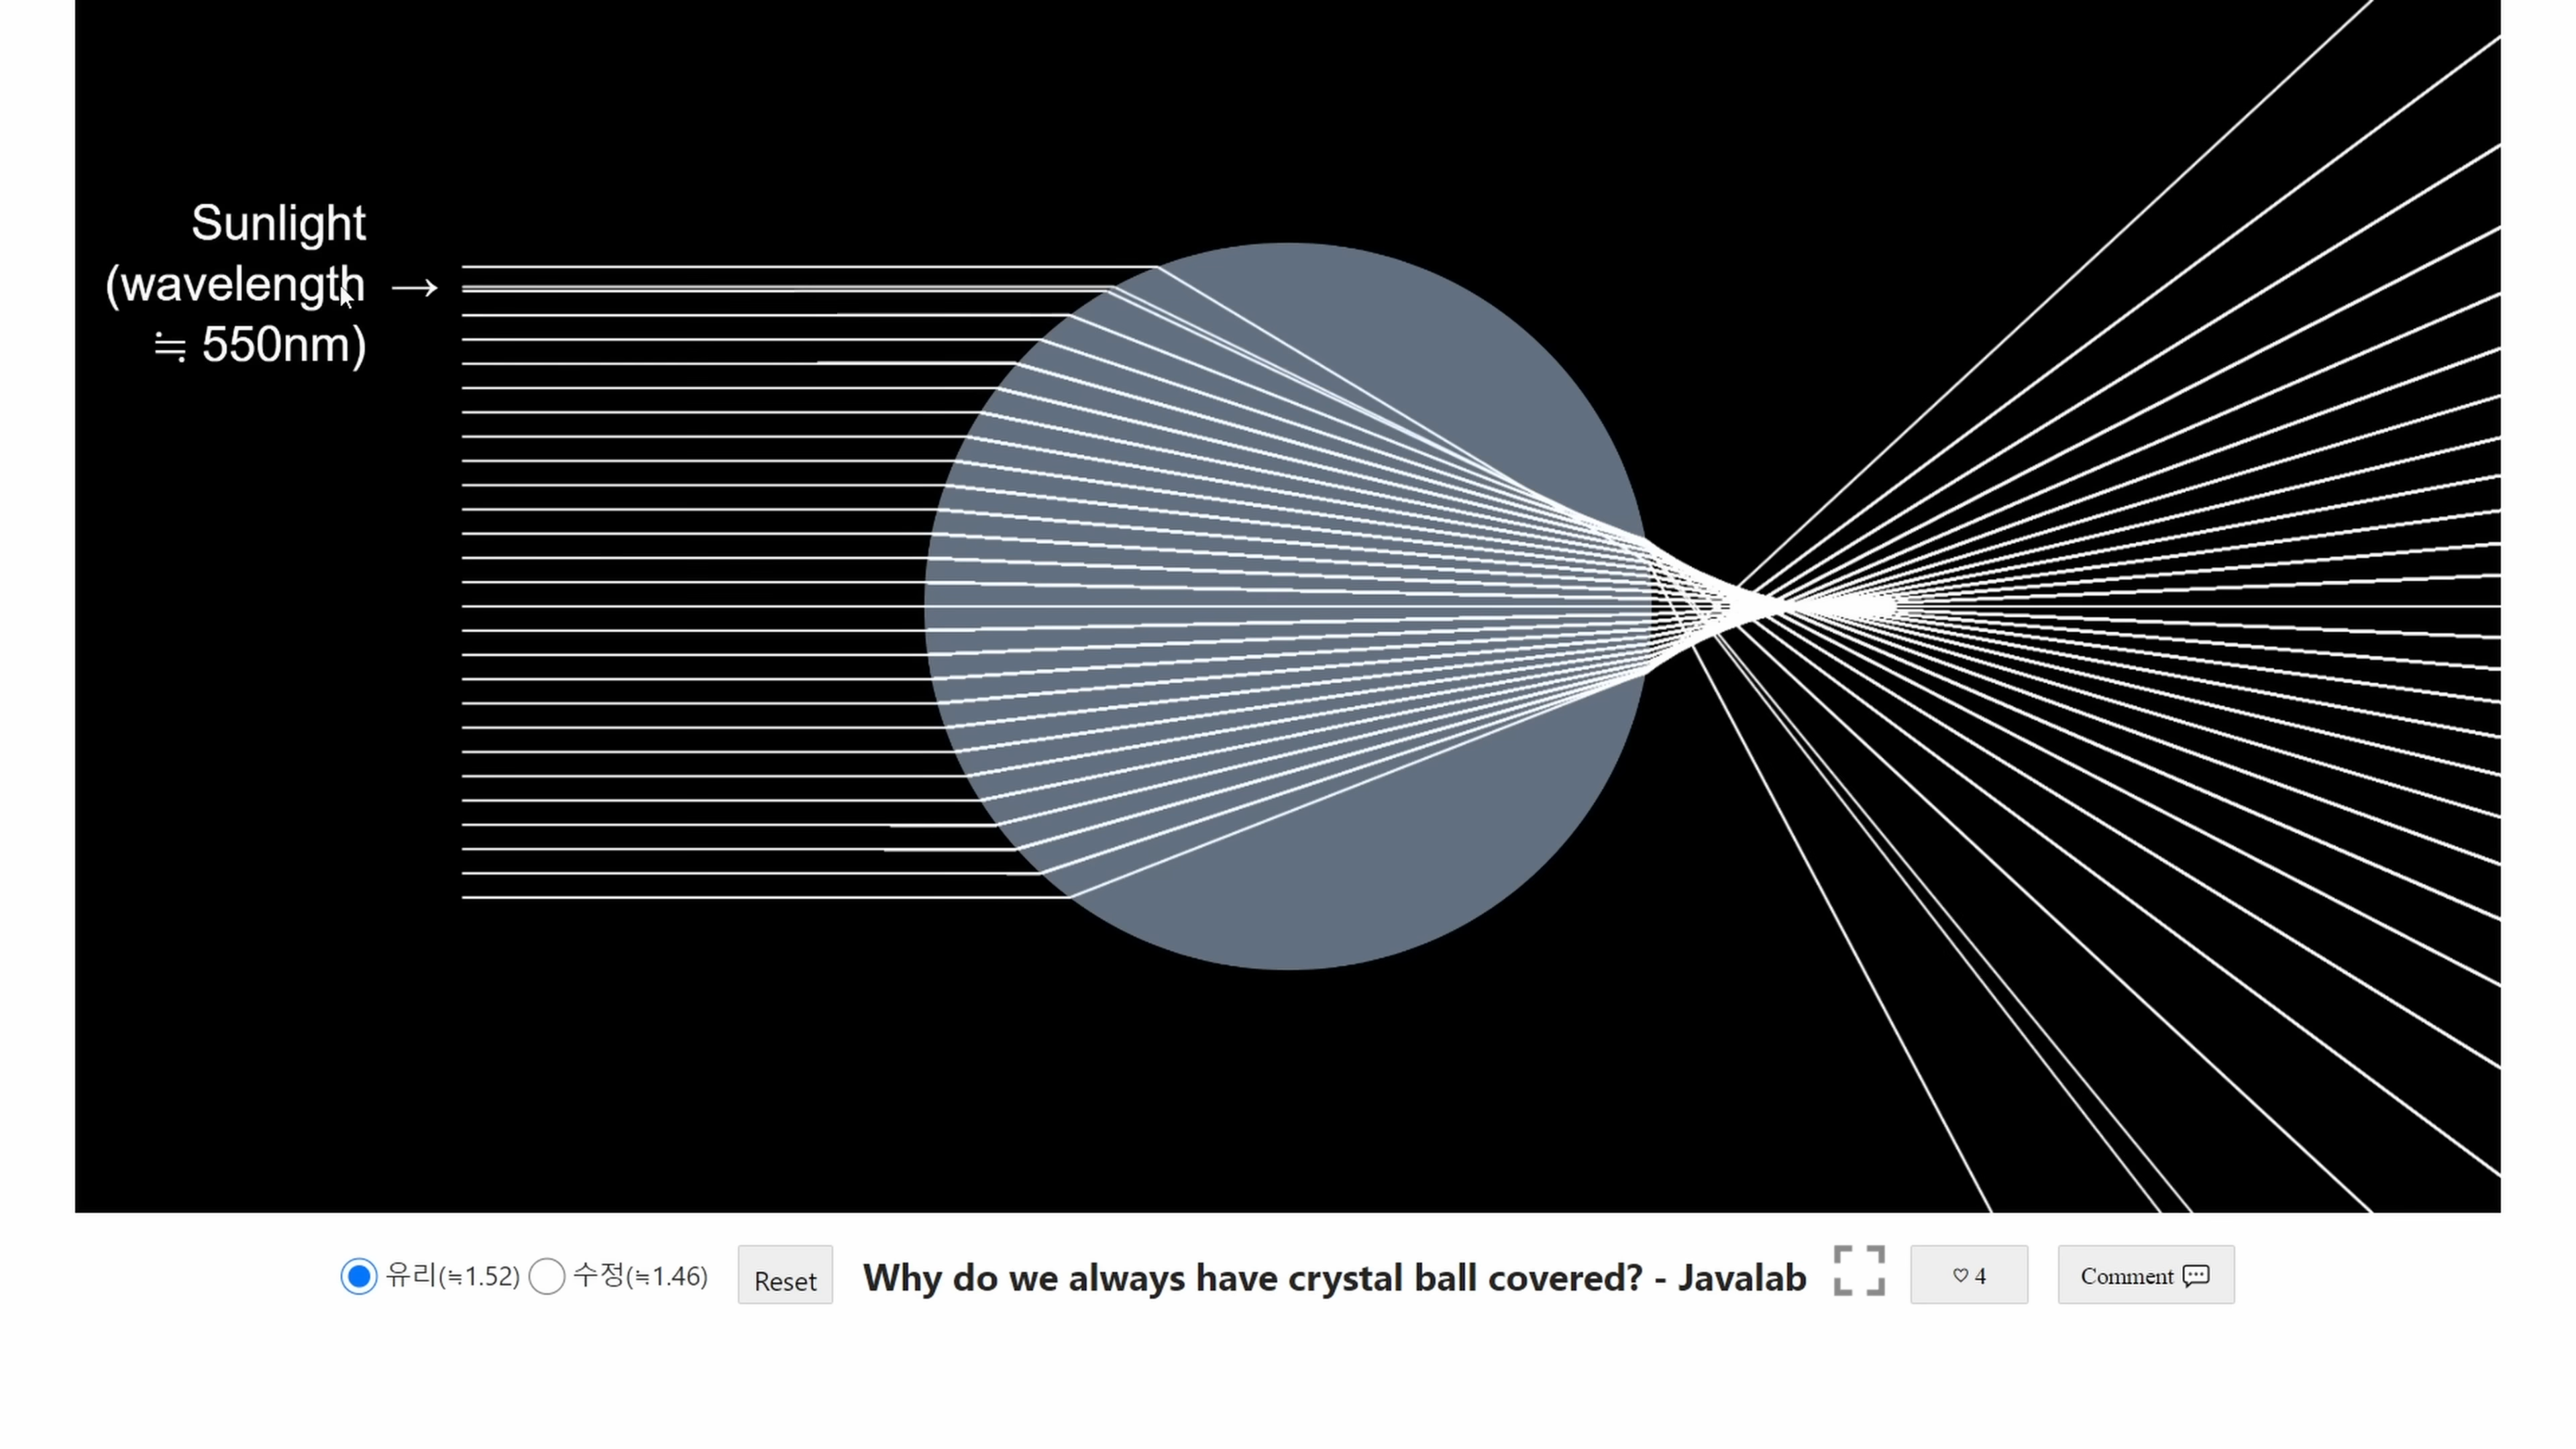 Sunlight
(wavelength →
≒ 550nm)
유리(≒1.52) 수정(≒1.46) Reset Why do we always have crystal ball covered? - Javalab ♡ 4 Comment